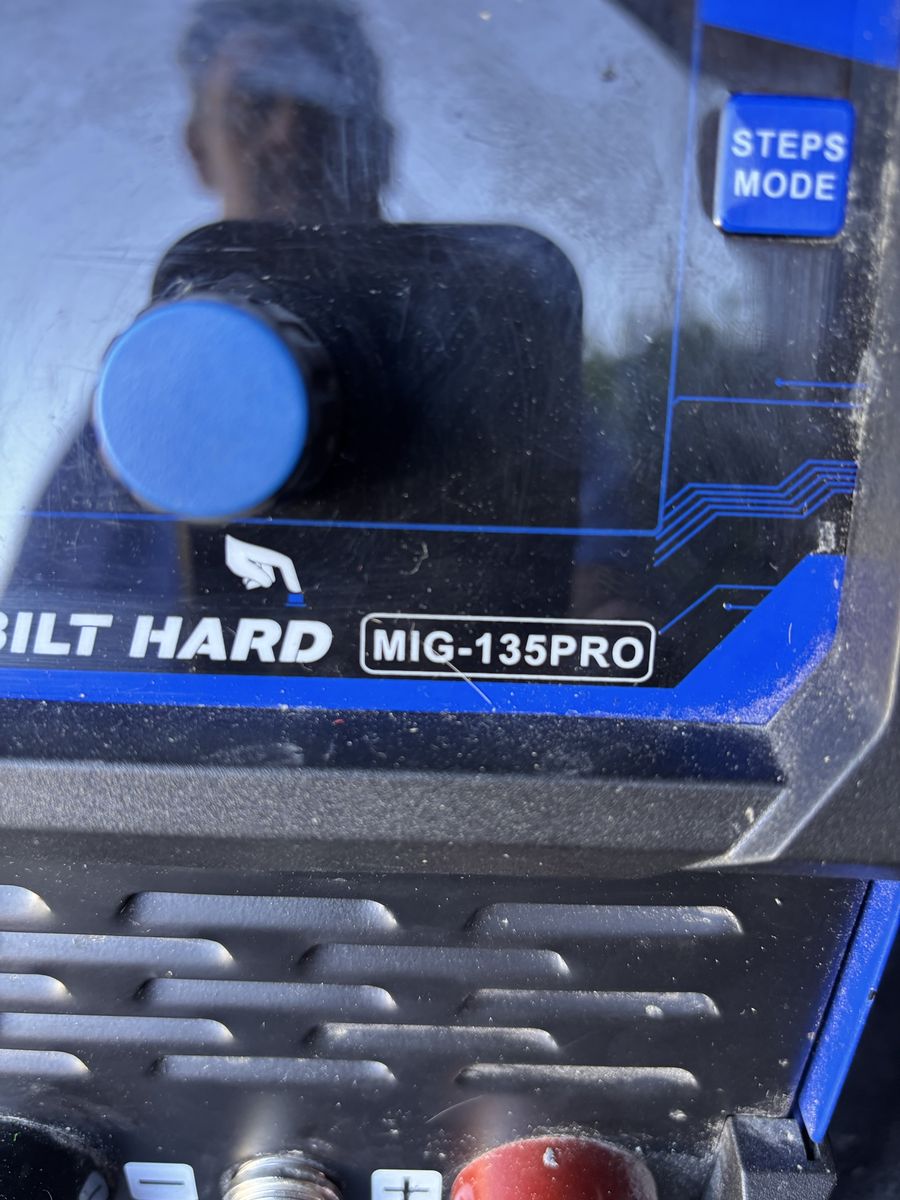 STEPS
MODE
BILT HARD MIG-135PRO
−
+